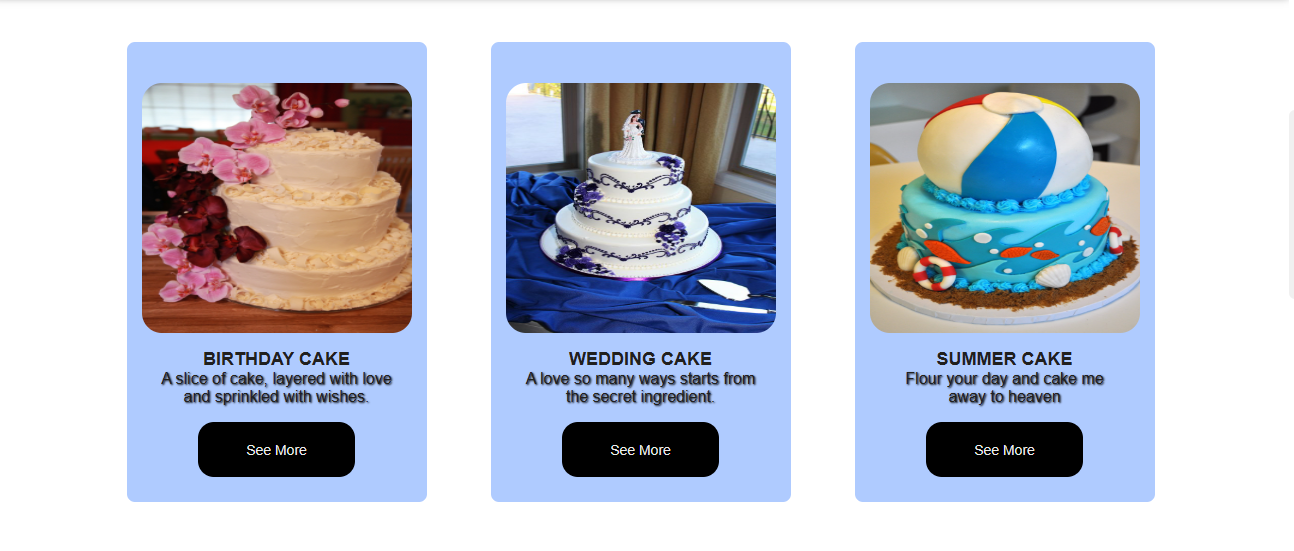 BIRTHDAY CAKE
A slice of cake, layered with love
and sprinkled with wishes.
See More
WEDDING CAKE
A love so many ways starts from
the secret ingredient.
See More
SUMMER CAKE
Flour your day and cake me
away to heaven
See More